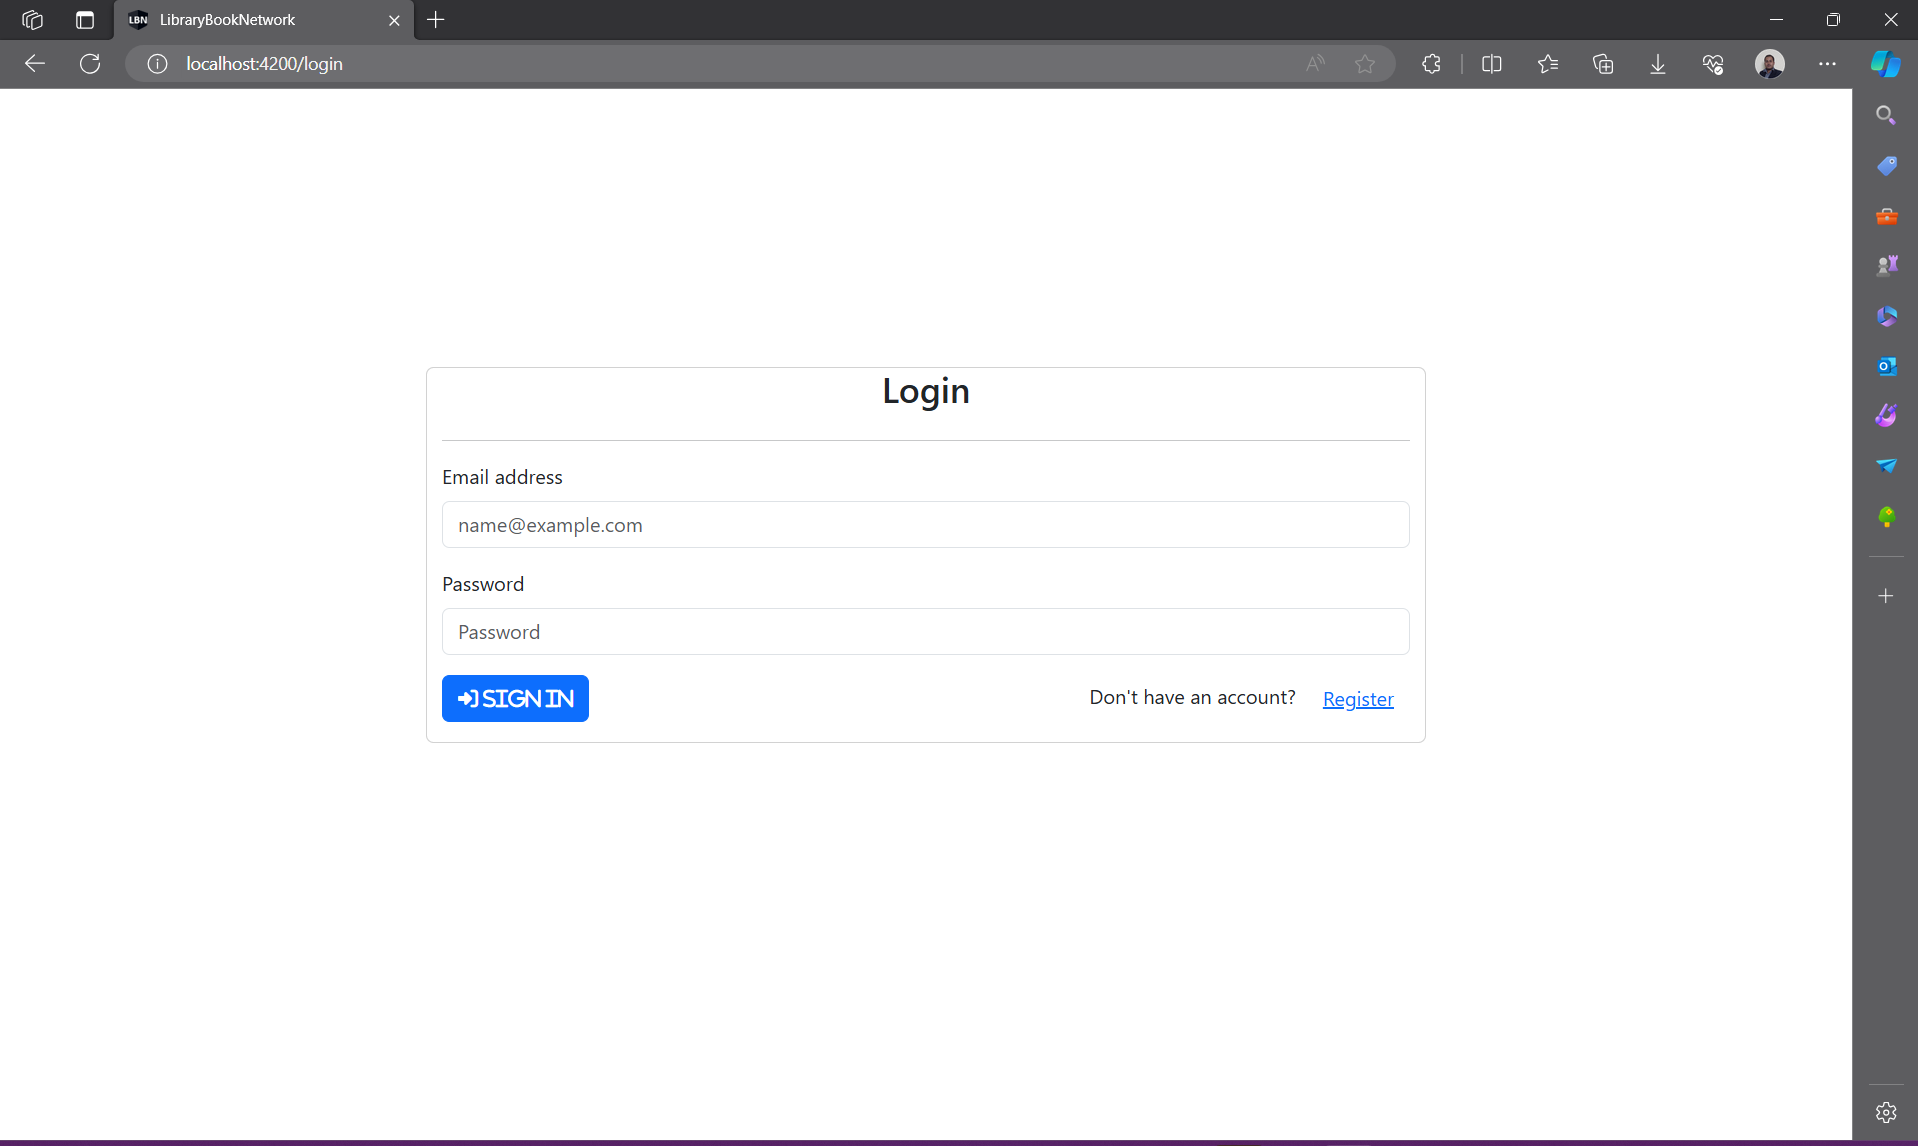 LBN LibraryBookNetwork
localhost:4200/login
Login
Email address
name@example.com
Password
Password
SIGN IN
Don't have an account? Register